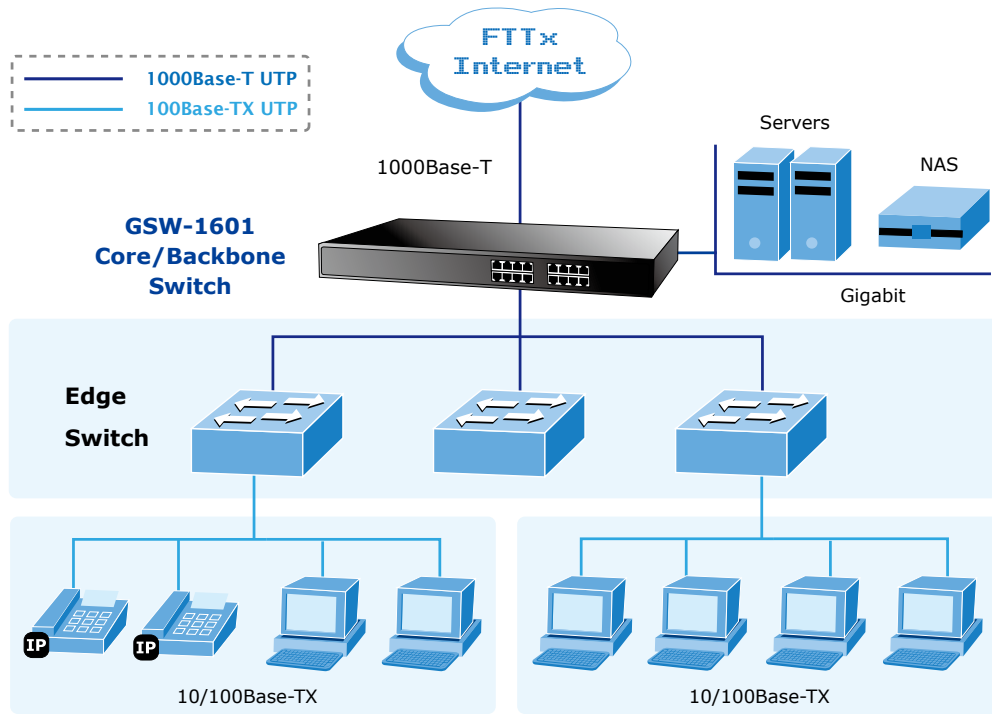 FTTx
Internet
1000Base-T UTP
100Base-TX UTP
Servers
NAS
1000Base-T
GSW-1601
Core/Backbone
Switch
Gigabit
Edge
Switch
IP
IP
10/100Base-TX
10/100Base-TX